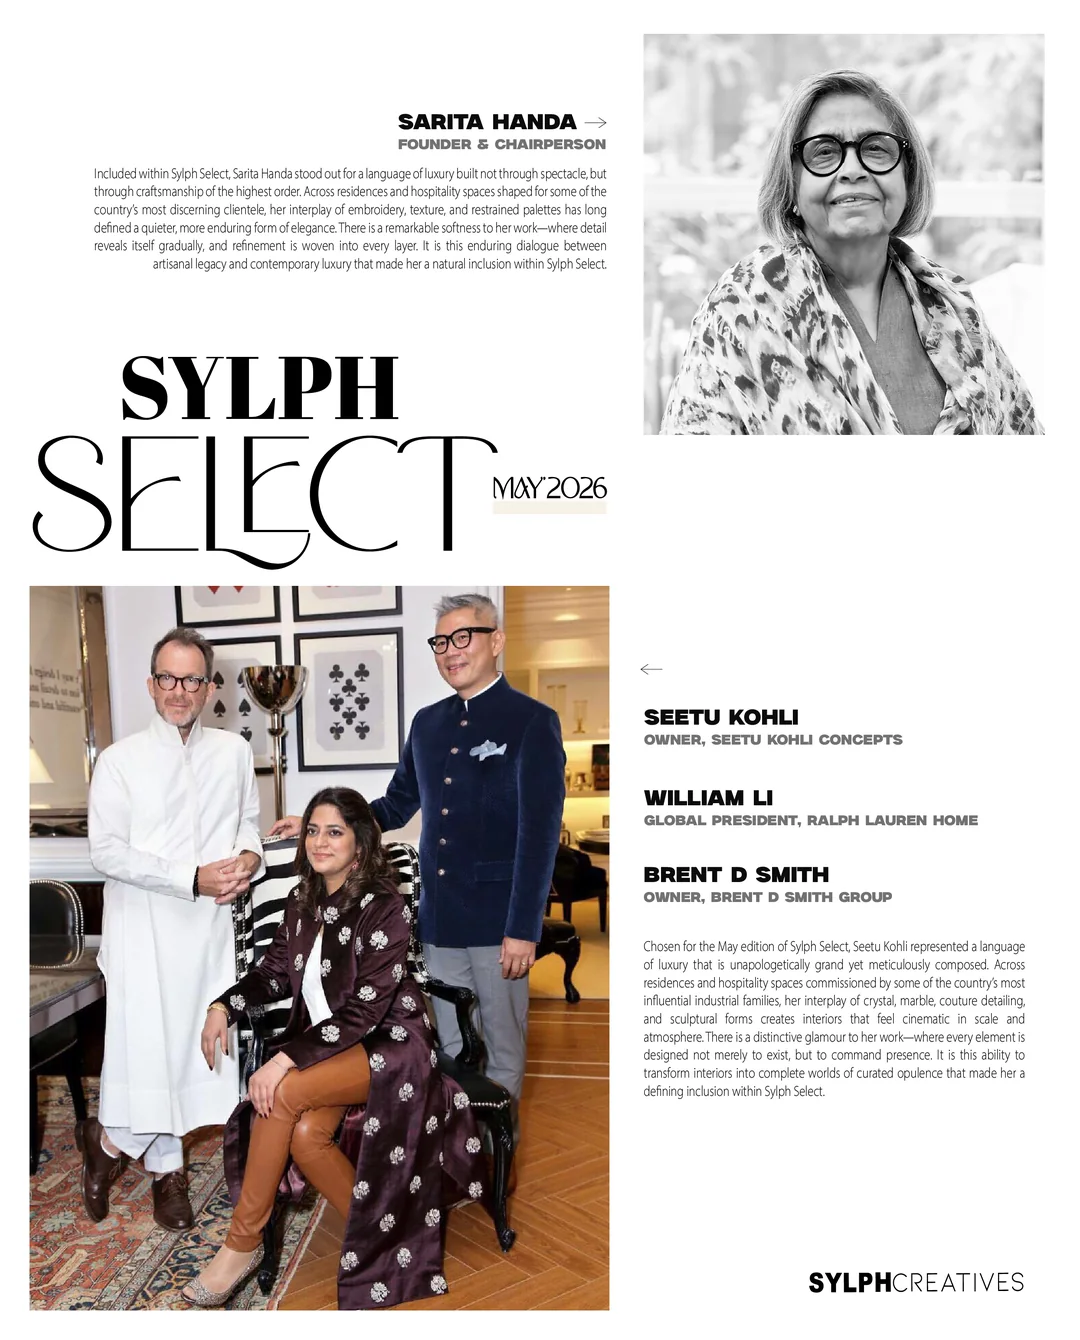 SARITA HANDA
FOUNDER & CHAIRPERSON
Included within Sylph Select, Sarita Handa stood out for a language of luxury built not through spectacle, but
through craftsmanship of the highest order. Across residences and hospitality spaces shaped for some of the
country's most discerning clientele, her interplay of embroidery, texture, and restrained palettes has long
defined a quieter, more enduring form of elegance. There is a remarkable softness to her work—where detail
reveals itself gradually, and refinement is woven into every layer. It is this enduring dialogue between
artisanal legacy and contemporary luxury that made her a natural inclusion within Sylph Select.
SYLPH
SELECT
MAY'2026
SEETU KOHLI
OWNER, SEETU KOHLI CONCEPTS
WILLIAM LI
GLOBAL PRESIDENT, RALPH LAUREN HOME
BRENT D SMITH
OWNER, BRENT D SMITH GROUP
Chosen for the May edition of Sylph Select, Seetu Kohli represented a language
of luxury that is unapologetically grand yet meticulously composed. Across
residences and hospitality spaces commissioned by some of the country's most
influential industrial families, her interplay of crystal, marble, couture detailing,
and sculptural forms creates interiors that feel cinematic in scale and
atmosphere. There is a distinctive glamour to her work—where every element is
designed not merely to exist, but to command presence. It is this ability to
transform interiors into complete worlds of curated opulence that made her a
defining inclusion within Sylph Select.
SYLPHCREATIVES